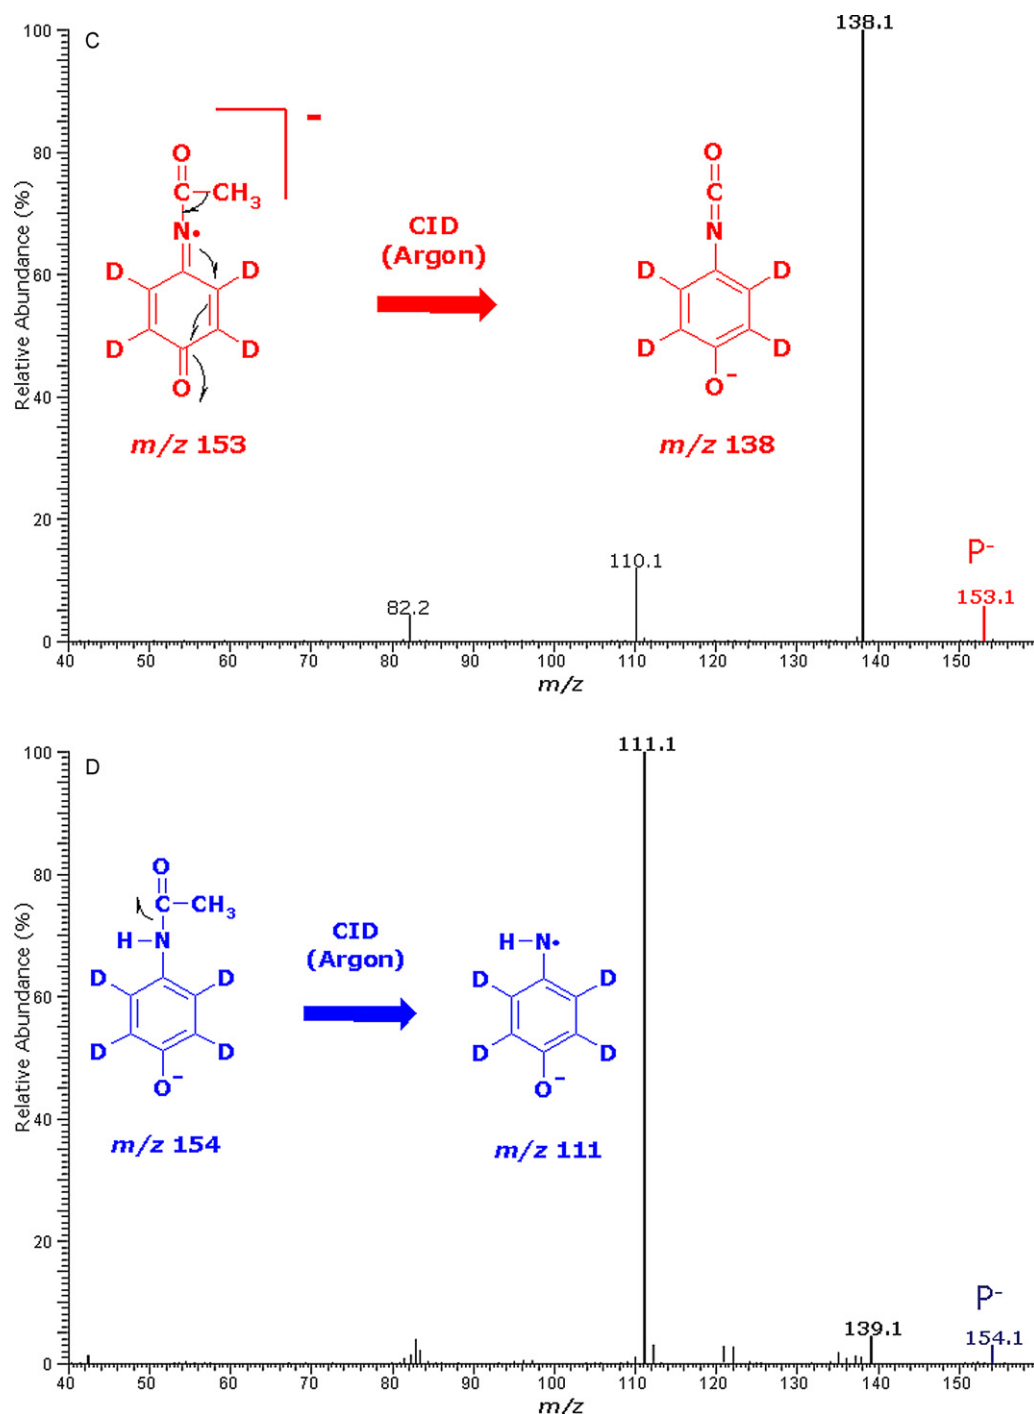 C
138.1
100
80
60
40
20
0
Relative Abundance (%)
-
O
C
CH3
N•
D
D
D
D
O
m/z 153
CID
(Argon)
O
C
N
D
D
D
D
O−
m/z 138
P-
153.1
110.1
82.2
40 50 60 70 80 90 100 110 120 130 140 150
m/z
D
111.1
100
80
60
40
20
0
Relative Abundance (%)
O
C
CH3
H
N
D
D
D
D
O−
m/z 154
CID
(Argon)
H
N•
D
D
D
D
O−
m/z 111
P-
154.1
139.1
40 50 60 70 80 90 100 110 120 130 140 150
m/z